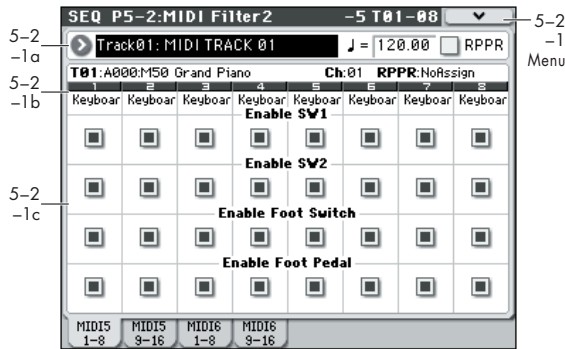 SEQ P5-2:MIDI Filter2 -5 T01-08
5–2
–1
Menu
5–2
–1a
Track01: MIDI TRACK 01 ♩= 120.00 RPPR
T01:A000:M50 Grand Piano Ch:01 RPPR:NoAssign
5–2
–1b
1 2 3 4 5 6 7 8
Keyboar Keyboar Keyboar Keyboar Keyboar Keyboar Keyboar Keyboar
Enable SW1
Enable SW2
5–2
–1c
Enable Foot Switch
Enable Foot Pedal
MIDI5 1–8 MIDI5 9–16 MIDI6 1–8 MIDI6 9–16